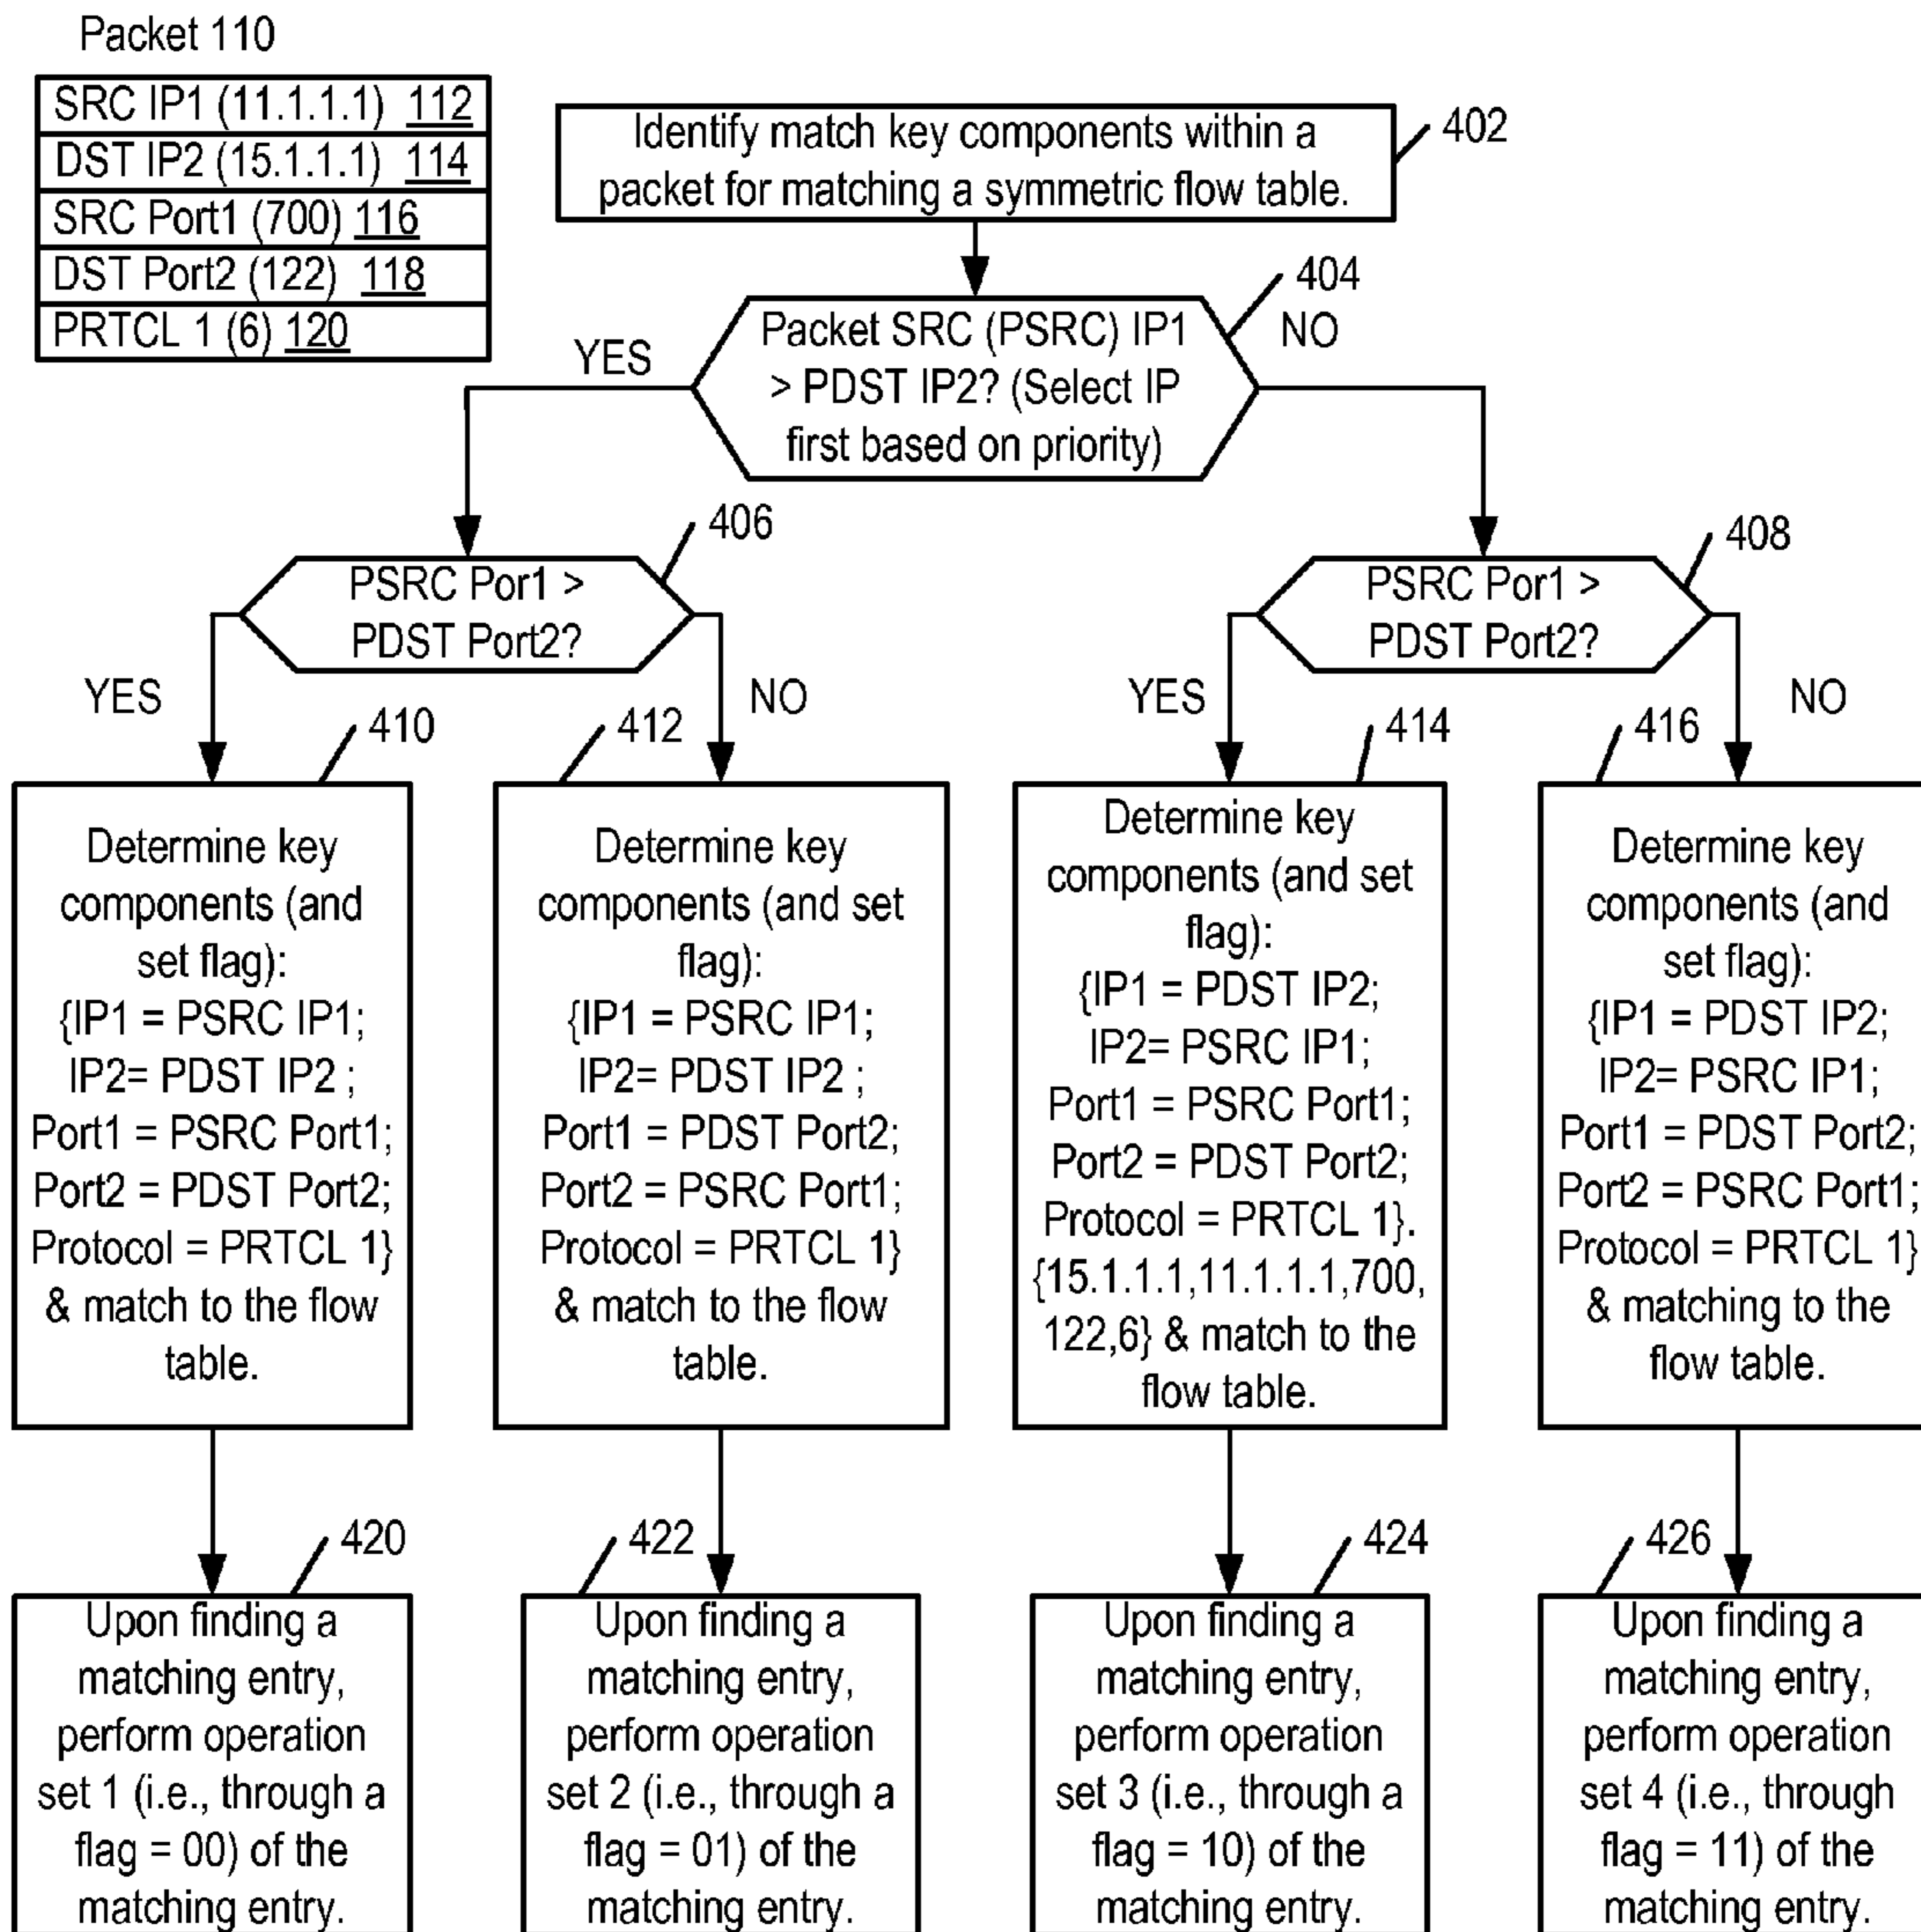 Packet 110
SRC IP1 (11.1.1.1) 112
DST IP2 (15.1.1.1) 114
SRC Port1 (700) 116
DST Port2 (122) 118
PRTCL 1 (6) 120
Identify match key components within a
packet for matching a symmetric flow table.
402
404
Packet SRC (PSRC) IP1
> PDST IP2? (Select IP
first based on priority)
YES
NO
406
PSRC Por1 >
PDST Port2?
YES
NO
408
PSRC Por1 >
PDST Port2?
YES
NO
410
Determine key
components (and
set flag):
{IP1 = PSRC IP1;
IP2= PDST IP2 ;
Port1 = PSRC Port1;
Port2 = PDST Port2;
Protocol = PRTCL 1}
& match to the flow
table.
412
Determine key
components (and set
flag):
{IP1 = PSRC IP1;
IP2= PDST IP2 ;
Port1 = PDST Port2;
Port2 = PSRC Port1;
Protocol = PRTCL 1}
& match to the flow
table.
414
Determine key
components (and set
flag):
{IP1 = PDST IP2;
IP2= PSRC IP1;
Port1 = PSRC Port1;
Port2 = PDST Port2;
Protocol = PRTCL 1}.
{15.1.1.1,11.1.1.1,700,
122,6} & match to the
flow table.
416
Determine key
components (and
set flag):
{IP1 = PDST IP2;
IP2= PSRC IP1;
Port1 = PDST Port2;
Port2 = PSRC Port1;
Protocol = PRTCL 1}
& matching to the
flow table.
420
Upon finding a
matching entry,
perform operation
set 1 (i.e., through a
flag = 00) of the
matching entry.
422
Upon finding a
matching entry,
perform operation
set 2 (i.e., through a
flag = 01) of the
matching entry.
424
Upon finding a
matching entry,
perform operation
set 3 (i.e., through a
flag = 10) of the
matching entry.
426
Upon finding a
matching entry,
perform operation
set 4 (i.e., through
flag = 11) of the
matching entry.